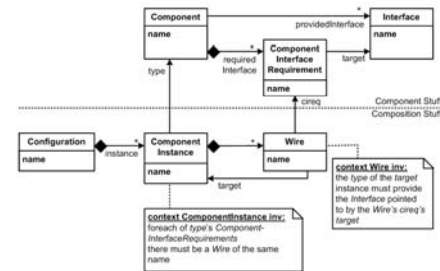 Component
name
*
providedInterface
Interface
name
*
required
Interface
Component
Interface
Requirement
name
target
type
cireq
Component Stuff
Composition Stuff
Configuration
name
instance
*
Component
Instance
name
*
Wire
name
target
context Wire inv:
the type of the target
instance must provide
the Interface pointed
to by the Wire's cireq's
target
context ComponentInstance inv:
foreach of type's Component-
InterfaceRequirements
there must be a Wire of the same
name